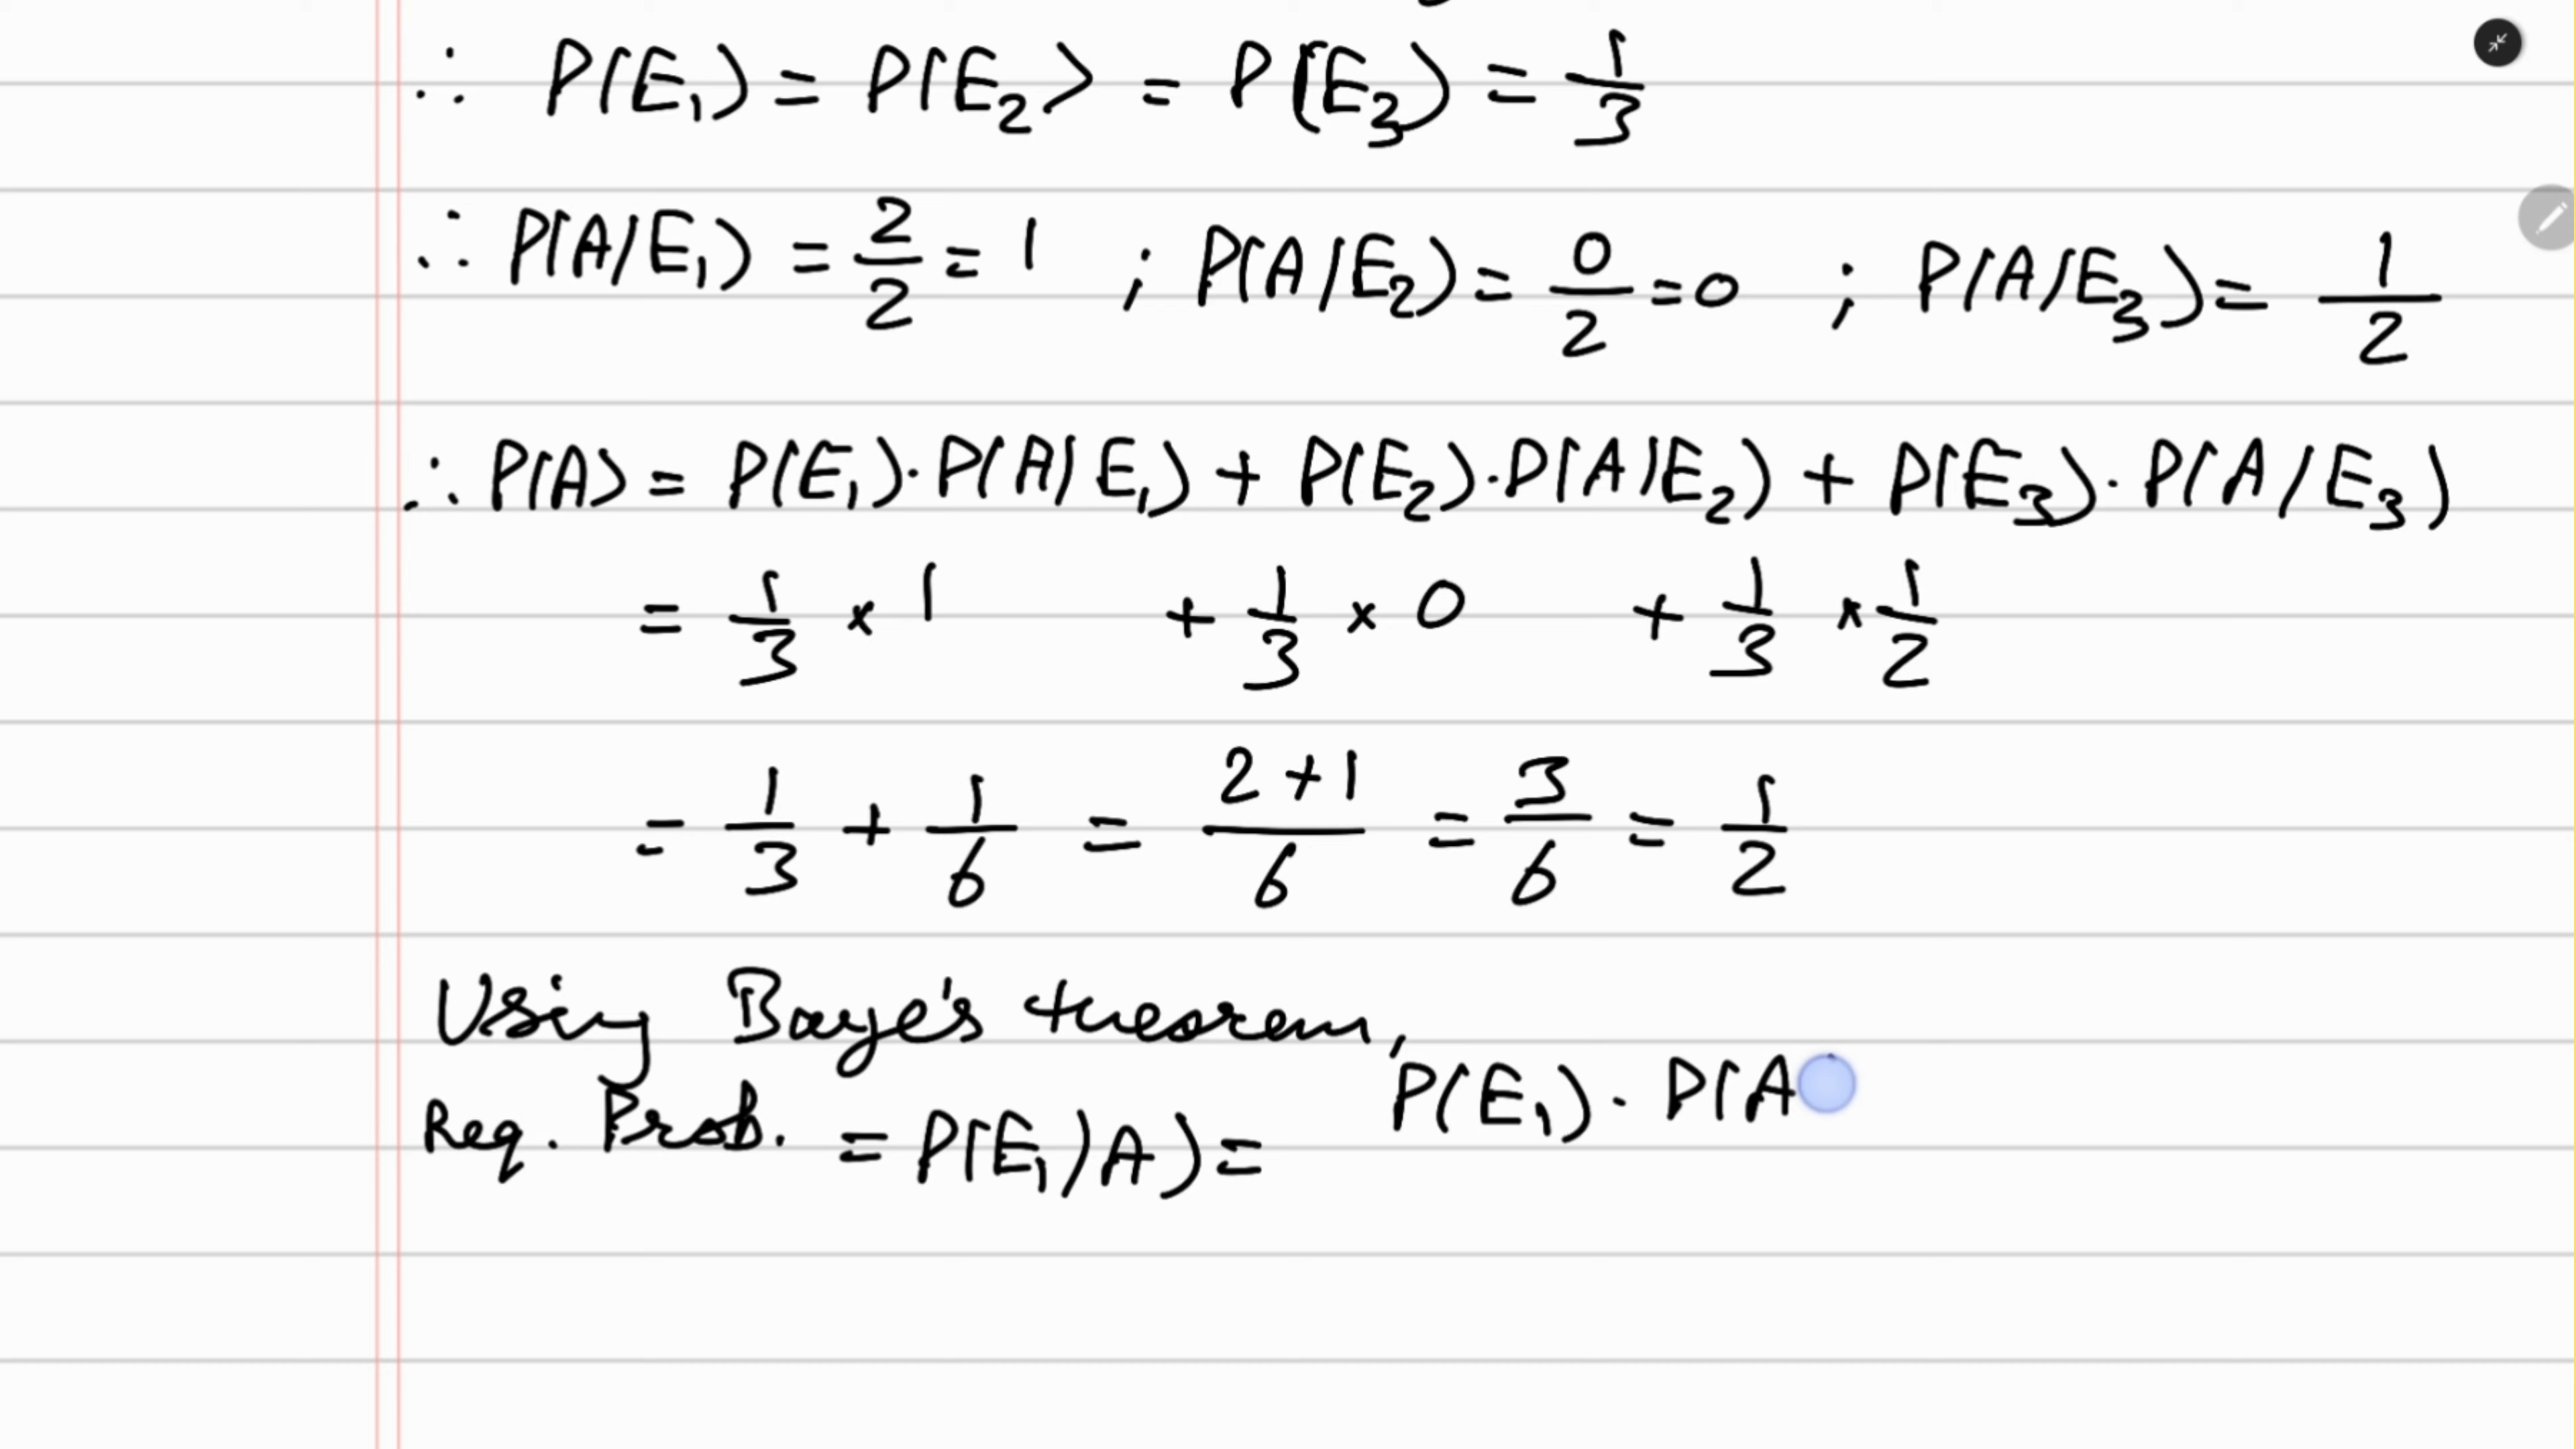 ∴ P(E₁) = P(E₂) = P(E₃) = 1/3
∴ P(A/E₁) = 2/2 = 1 ; P(A/E₂) = 0/2 = 0 ; P(A/E₃) = 1/2
∴ P(A) = P(E₁)·P(A/E₁) + P(E₂)·P(A/E₂) + P(E₃)·P(A/E₃)
= 1/3 × 1 + 1/3 × 0 + 1/3 × 1/2
= 1/3 + 1/6 = 2+1/6 = 3/6 = 1/2
Using Baye's theorem,
Req. Prob. = P(E₁/A) = P(E₁) · P(A